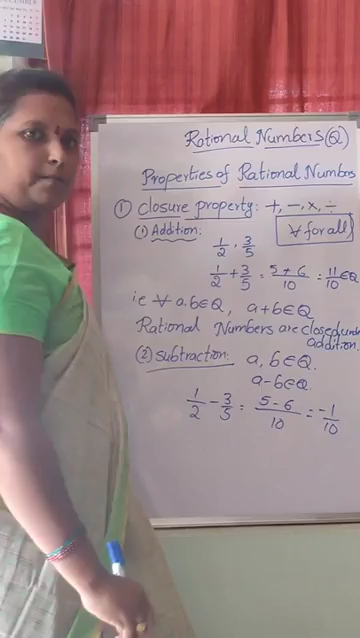 Rational Numbers (Q)
Properties of Rational Numbers
① closure property: +, −, ×, ÷
∀ for all
(1) Addition:
1/2 , 3/5
1/2 + 3/5 = 5+6/10 = 11/10 ∈ Q
ie ∀ a,b∈Q, a+b∈Q
Rational Numbers are closed under
addition.
(2) subtraction: a, b ∈ Q.
a-b∈Q.
1/2 − 3/5 = 5-6/10 = -1/10